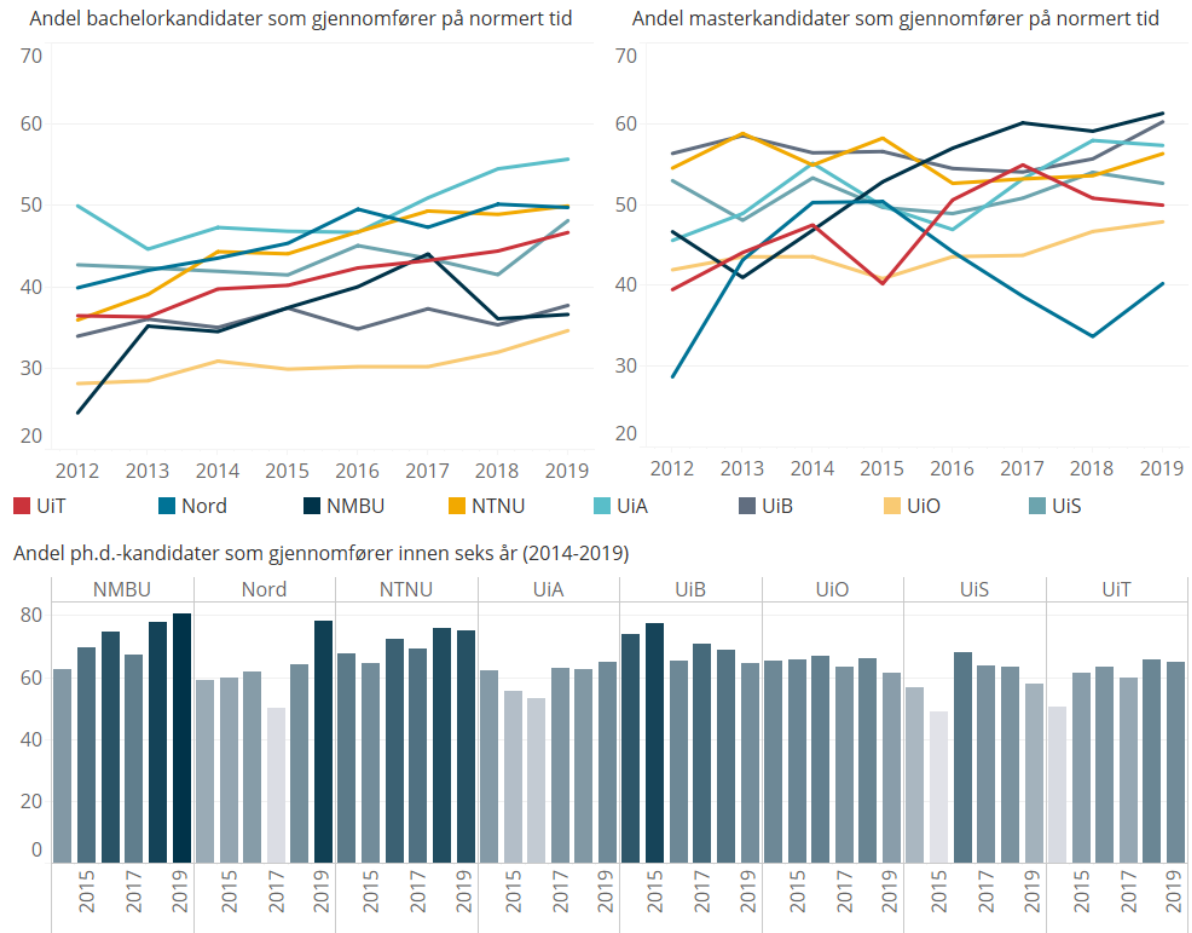 Andel bachelorkandidater som gjennomfører på normert tid
70
60
50
40
30
20
2012 2013 2014 2015 2016 2017 2018 2019
Andel masterkandidater som gjennomfører på normert tid
70
60
50
40
30
20
2012 2013 2014 2015 2016 2017 2018 2019
UiT Nord NMBU NTNU UiA UiB UiO UiS
Andel ph.d.-kandidater som gjennomfører innen seks år (2014-2019)
NMBU Nord NTNU UiA UiB UiO UiS UiT
80
60
40
20
0
2015 2017 2019 2015 2017 2019 2015 2017 2019 2015 2017 2019 2015 2017 2019 2015 2017 2019 2015 2017 2019 2015 2017 2019